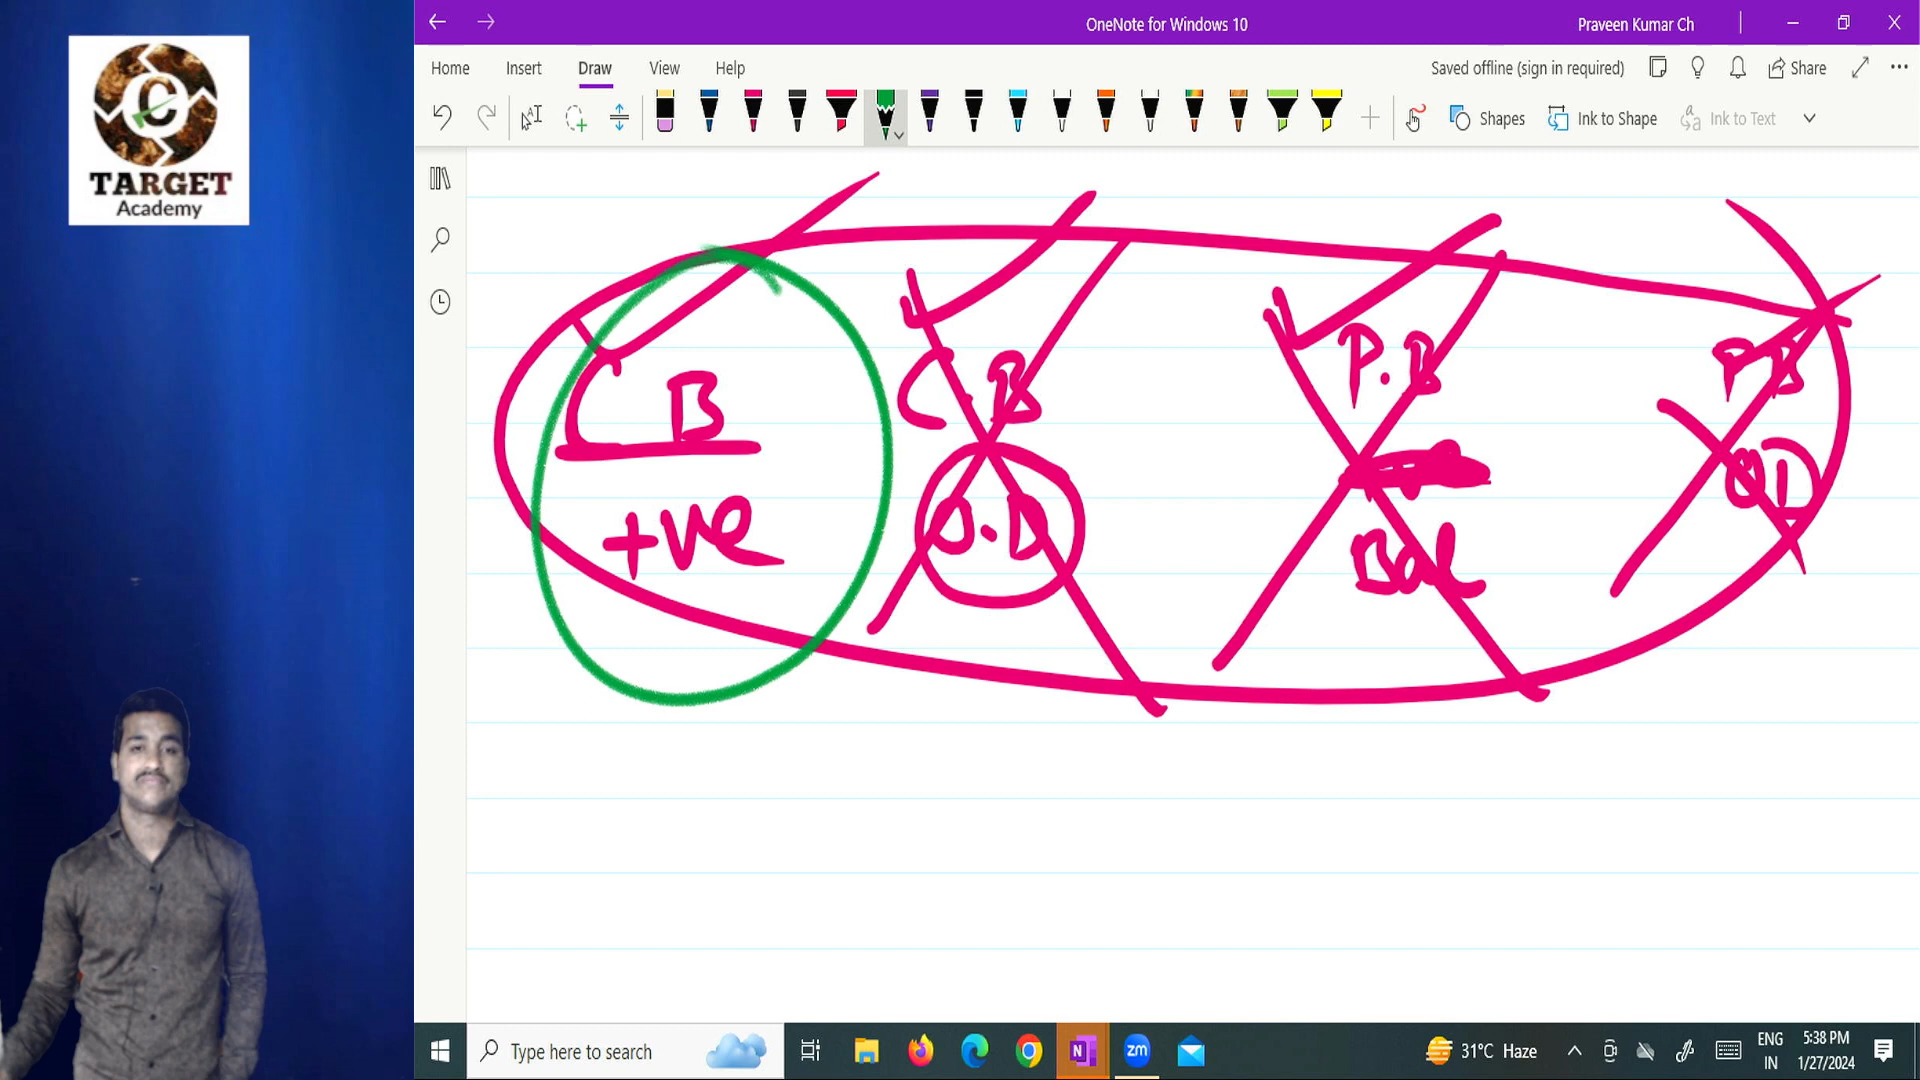 C
TARGET
Academy
OneNote for Windows 10
Praveen Kumar Ch
Home Insert Draw View Help
Saved offline (sign in required)
Share
Shapes
Ink to Shape
Ink to Text
C B
+ve
C.B
O.D
P.B
Bal
P.B
OD
N
zm
Type here to search
31°C Haze
ENG
IN
5:38 PM
1/27/2024